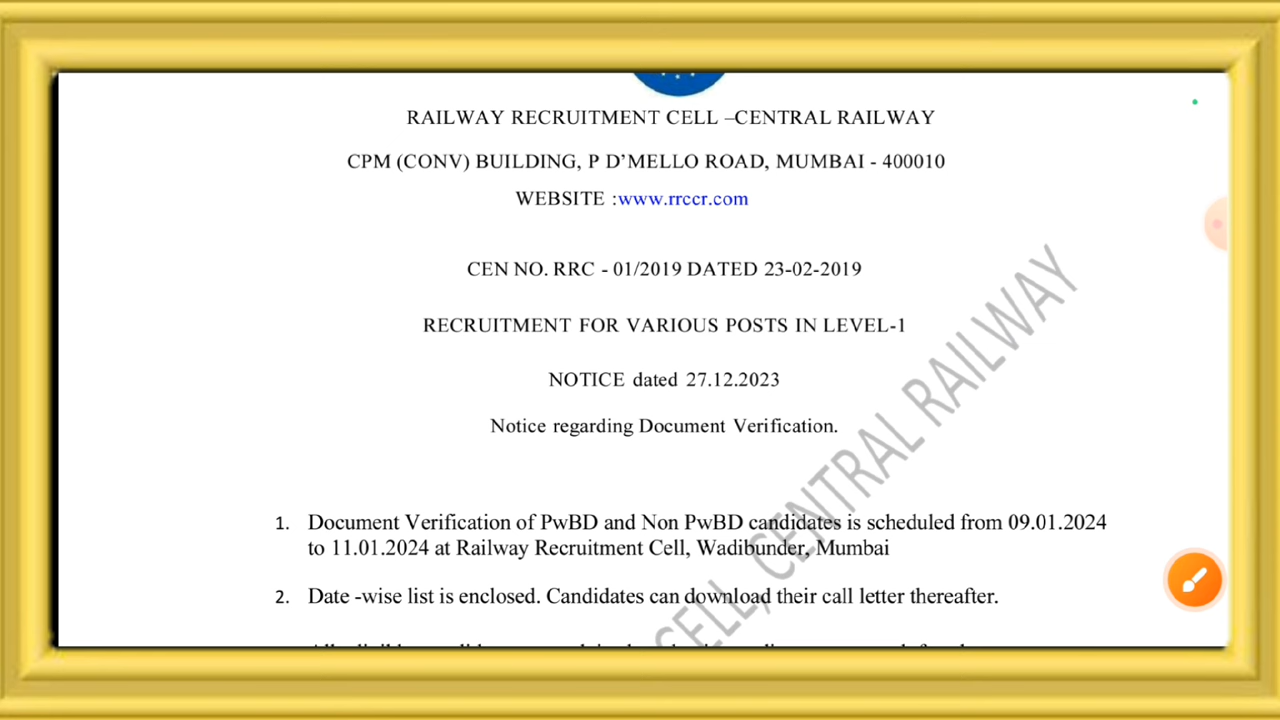 RAILWAY RECRUITMENT CELL –CENTRAL RAILWAY
CPM (CONV) BUILDING, P D’MELLO ROAD, MUMBAI - 400010
WEBSITE :www.rrccr.com
CEN NO. RRC - 01/2019 DATED 23-02-2019
RECRUITMENT FOR VARIOUS POSTS IN LEVEL-1
NOTICE dated 27.12.2023
Notice regarding Document Verification.
1. Document Verification of PwBD and Non PwBD candidates is scheduled from 09.01.2024
to 11.01.2024 at Railway Recruitment Cell, Wadibunder, Mumbai
2. Date -wise list is enclosed. Candidates can download their call letter thereafter.
CELL, CENTRAL RAILWAY